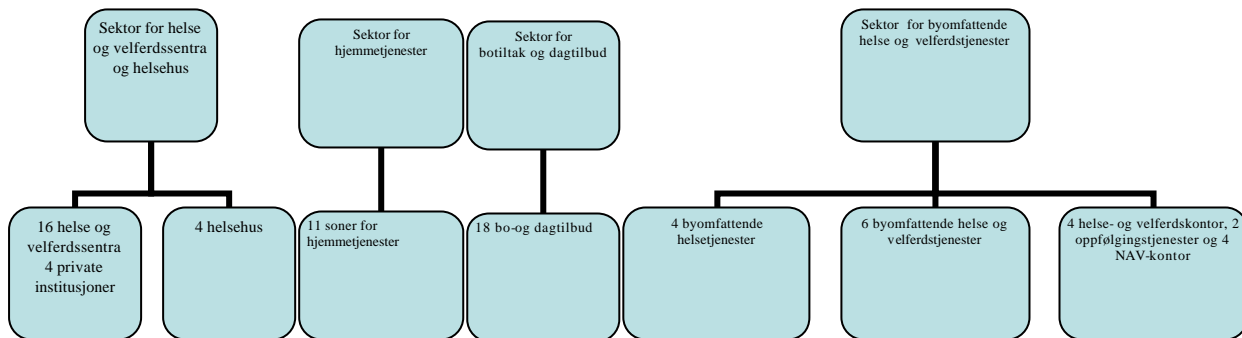 Sektor for helse
og velferdssentra
og helsehus
Sektor for
hjemmetjenester
Sektor for
botiltak og dagtilbud
Sektor for byomfattende
helse og velferdstjenester
16 helse og
velferdssentra
4 private
institusjoner
4 helsehus
11 soner for
hjemmetjenester
18 bo-og dagtilbud
4 byomfattende
helsetjenester
6 byomfattende helse og
velferdstjenester
4 helse- og velferdskontor, 2
oppfølgingstjenester og 4
NAV-kontor